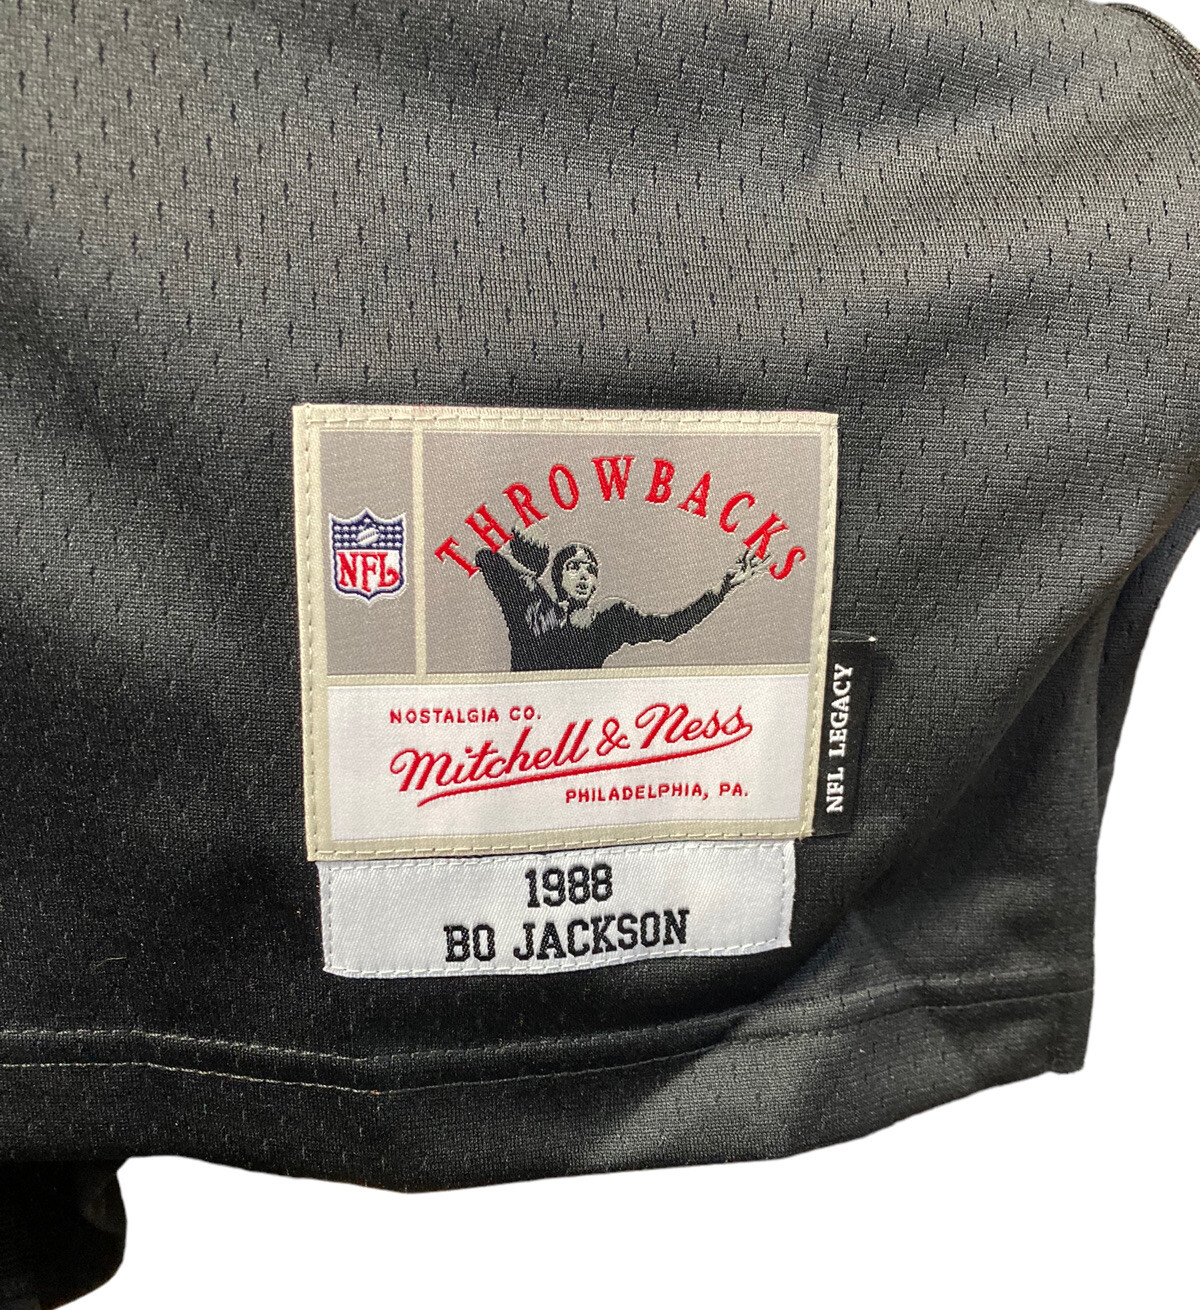 THROWBACKS
NFL
NOSTALGIA CO.
Mitchell & Ness
PHILADELPHIA, PA.
NFL LEGACY
1988
BO JACKSON